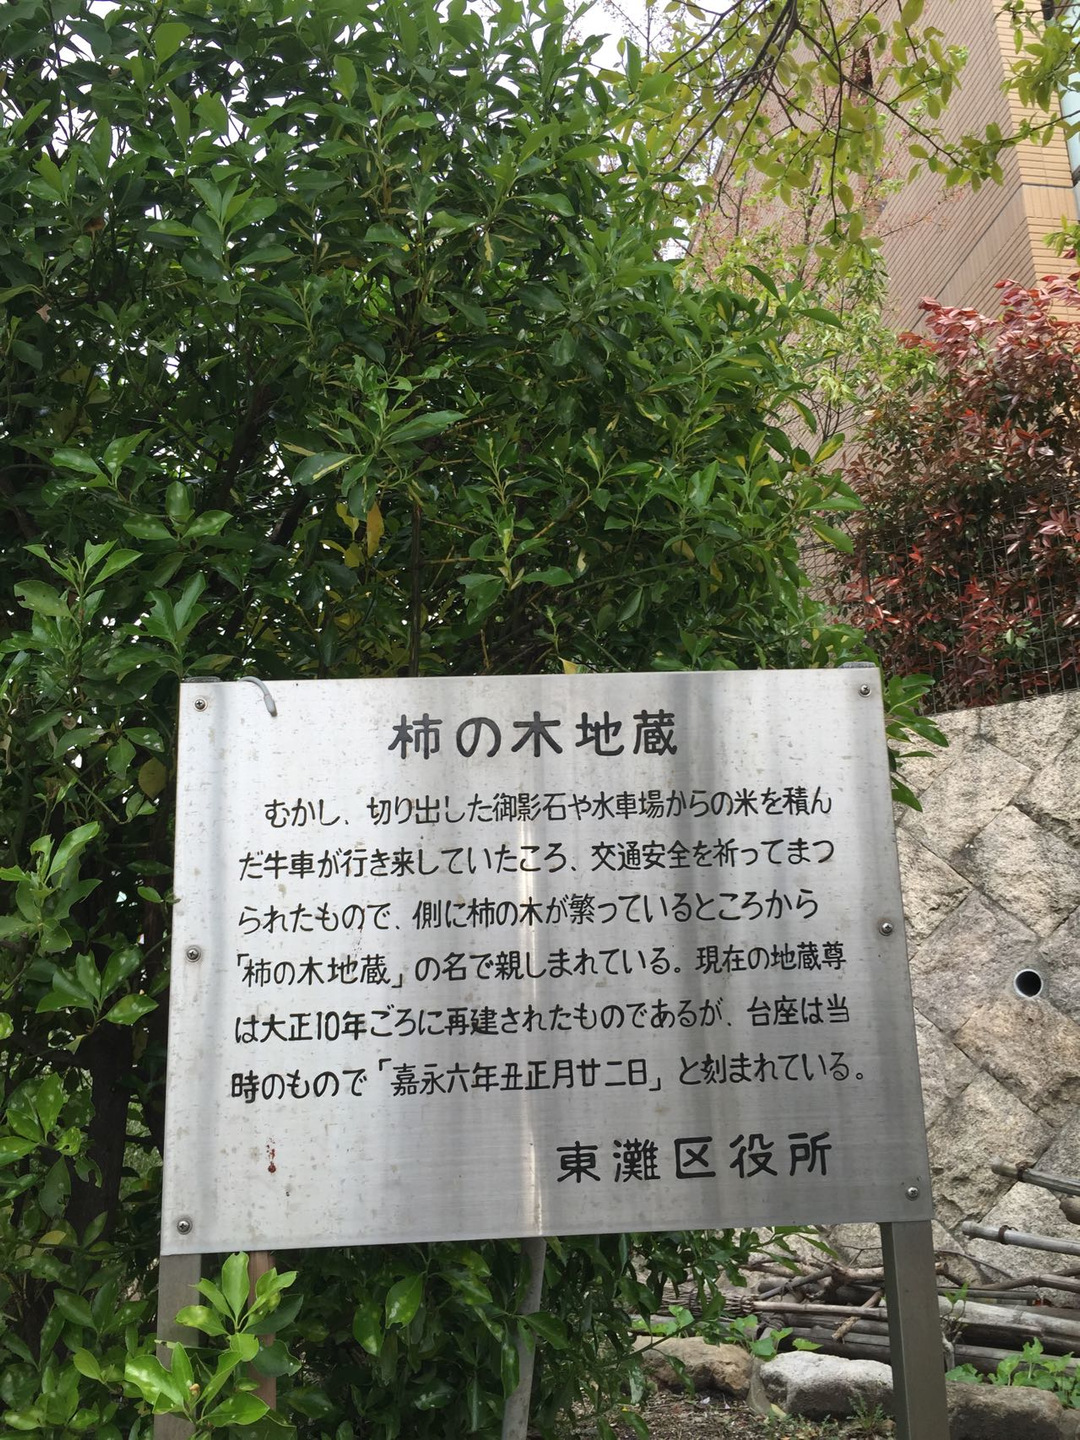 柿の木地蔵
むかし、切り出した御影石や水車場からの米を積ん
だ牛車が行き来していたころ、交通安全を祈ってまつ
られたもので、側に柿の木が繁っているところから
「柿の木地蔵」の名で親しまれている。現在の地蔵尊
は大正10年ごろに再建されたものであるが、台座は当
時のもので「嘉永六年丑正月廿二日」と刻まれている。
東灘区役所